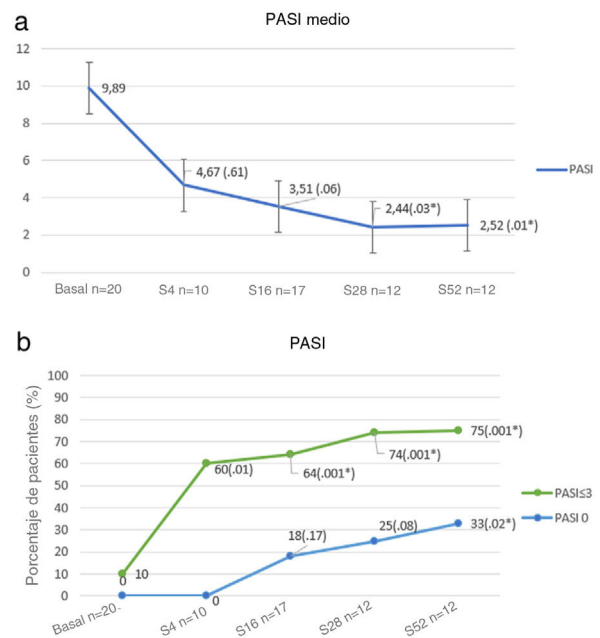 a
PASI medio
12
10
8
6
4
2
0
9,89
4,67 (.61)
3,51 (.06)
2,44(.03*)
2,52 (.01*)
PASI
Basal n=20
S4 n=10
S16 n=17
S28 n=12
S52 n=12
b
PASI
Porcentaje de pacientes (%)
100
90
80
70
60
50
40
30
20
10
0
10
0
60(.01)
0
64(.001*)
18(.17)
74(.001*)
25(.08)
75(.001*)
33(.02*)
PASI≤3
PASI 0
Basal n=20.
S4 n=10
S16 n=17
S28 n=12
S52 n=12